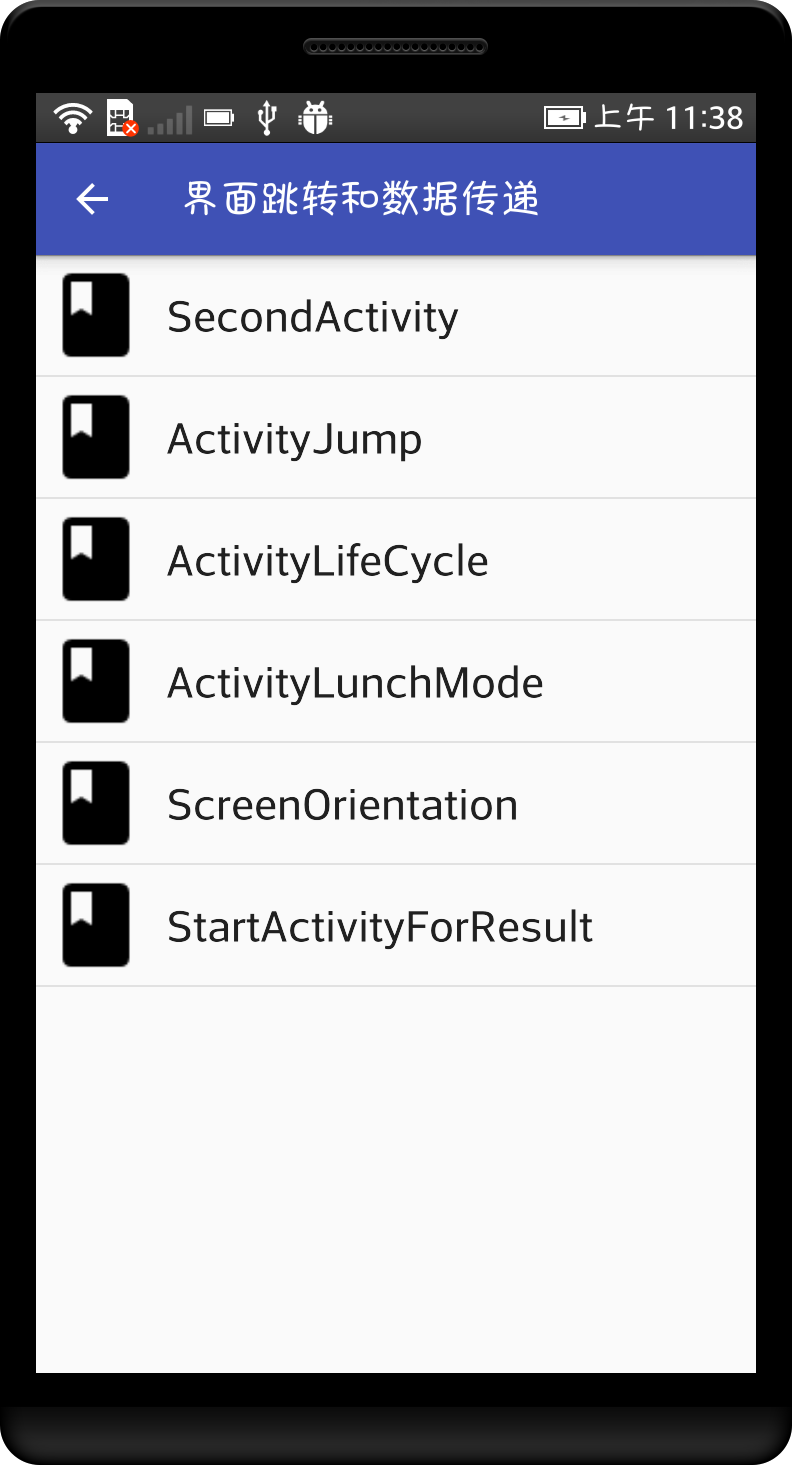 上午 11:38
界面跳转和数据传递
SecondActivity
ActivityJump
ActivityLifeCycle
ActivityLunchMode
ScreenOrientation
StartActivityForResult